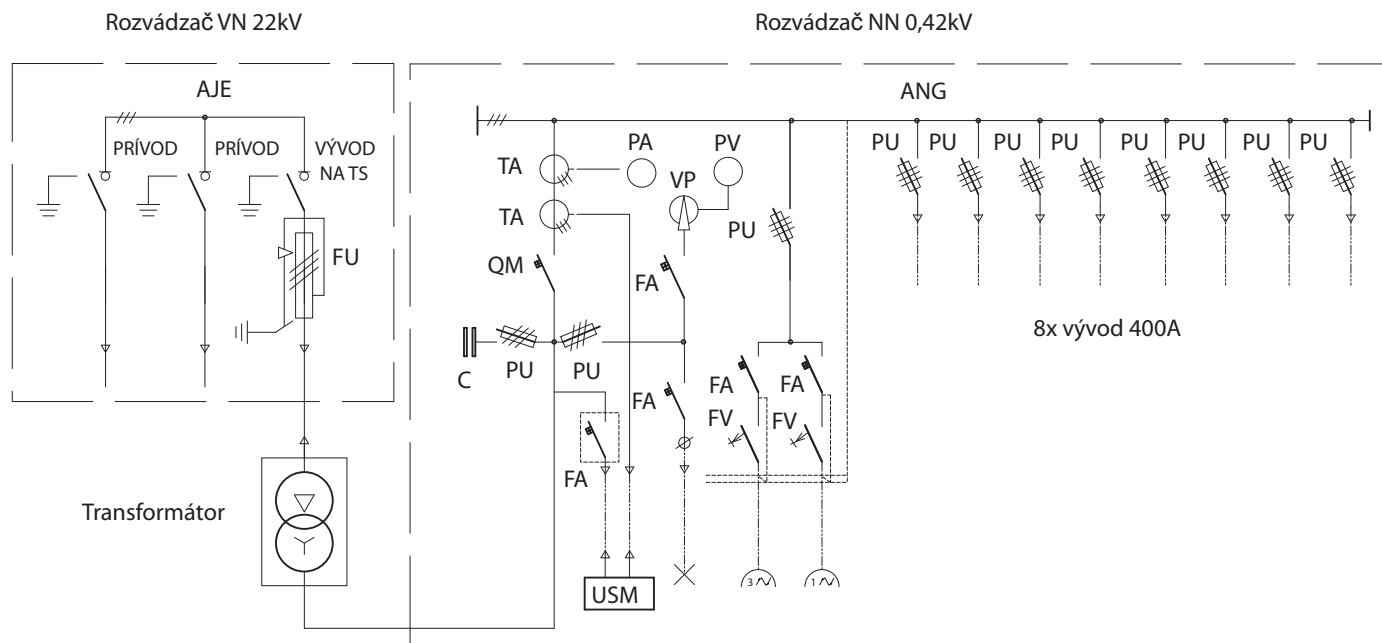 Rozvádzač VN 22kV
Rozvádzač NN 0,42kV
AJE
ANG
PRÍVOD
PRÍVOD
VÝVOD
NA TS
FU
TA
PA
PV
VP
TA
QM
FA
PU
PU
PU
PU
PU
PU
PU
PU
PU
8x vývod 400A
C
PU
PU
FA
FA
FA
FV
FV
FA
Transformátor
USM
3
1